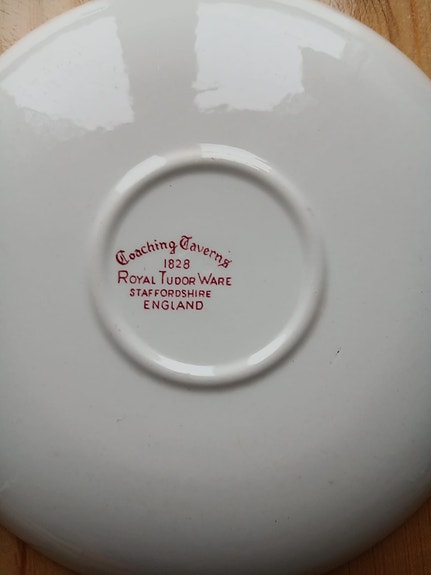 Coaching Taverns
1828
ROYAL TUDOR WARE
STAFFORDSHIRE
ENGLAND